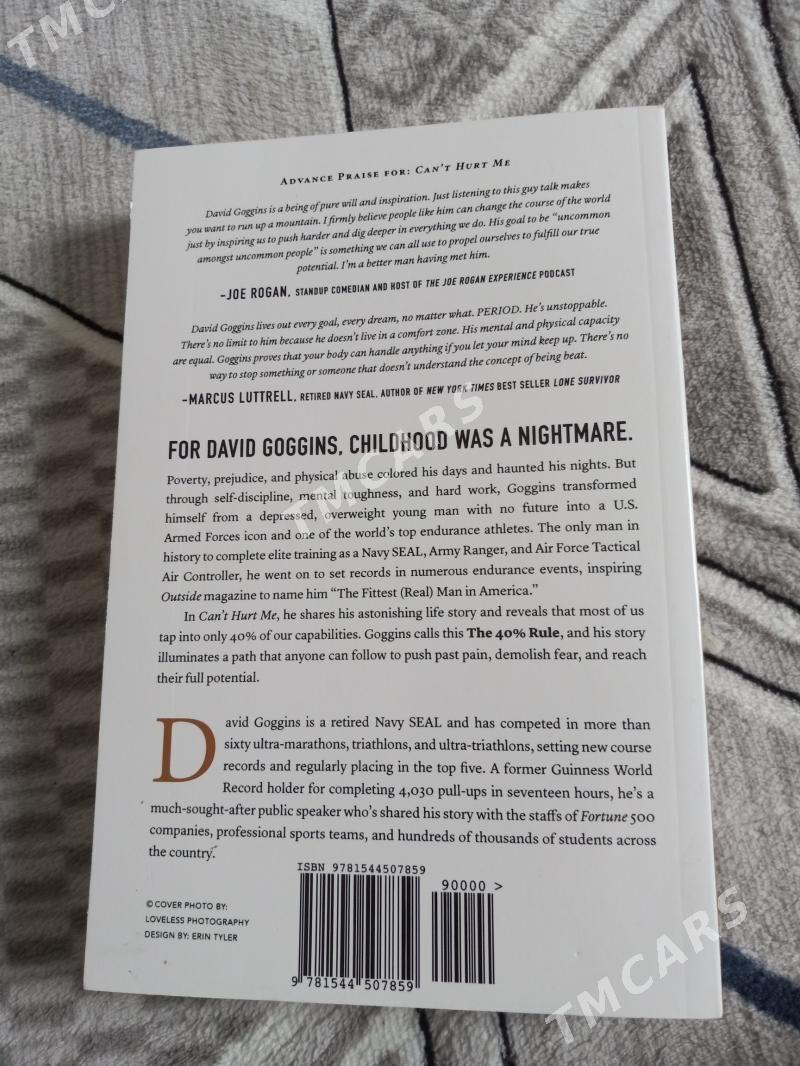 TMCARS
ADVANCE PRAISE FOR: CAN'T HURT ME
David Goggins is a being of pure will and inspiration. Just listening to this guy talk makes
you want to run up a mountain. I firmly believe people like him can change the course of the world
just by inspiring us to push harder and dig deeper in everything we do. His goal to be “uncommon
amongst uncommon people” is something we can all use to propel ourselves to fulfill our true
potential. I'm a better man having met him.
–JOE ROGAN, STANDUP COMEDIAN AND HOST OF THE JOE ROGAN EXPERIENCE PODCAST
David Goggins lives out every goal, every dream, no matter what. PERIOD. He's unstoppable.
There's no limit to him because he doesn't live in a comfort zone. His mental and physical capacity
are equal. Goggins proves that your body can handle anything if you let your mind keep up. There's no
way to stop something or someone that doesn't understand the concept of being beat.
–MARCUS LUTTRELL, RETIRED NAVY SEAL, AUTHOR OF NEW YORK TIMES BEST SELLER LONE SURVIVOR
FOR DAVID GOGGINS, CHILDHOOD WAS A NIGHTMARE.
Poverty, prejudice, and physical abuse colored his days and haunted his nights. But
through self-discipline, mental toughness, and hard work, Goggins transformed
himself from a depressed, overweight young man with no future into a U.S.
Armed Forces icon and one of the world's top endurance athletes. The only man in
history to complete elite training as a Navy SEAL, Army Ranger, and Air Force Tactical
Air Controller, he went on to set records in numerous endurance events, inspiring
Outside magazine to name him “The Fittest (Real) Man in America.”
In Can't Hurt Me, he shares his astonishing life story and reveals that most of us
tap into only 40% of our capabilities. Goggins calls this The 40% Rule, and his story
illuminates a path that anyone can follow to push past pain, demolish fear, and reach
their full potential.
TMCARS
David Goggins is a retired Navy SEAL and has competed in more than
sixty ultra-marathons, triathlons, and ultra-triathlons, setting new course
records and regularly placing in the top five. A former Guinness World
Record holder for completing 4,030 pull-ups in seventeen hours, he's a
much-sought-after public speaker who's shared his story with the staffs of Fortune 500
companies, professional sports teams, and hundreds of thousands of students across
the country.
ISBN 9781544507859
90000 >
© COVER PHOTO BY:
LOVELESS PHOTOGRAPHY
DESIGN BY: ERIN TYLER
9 781544 507859
TMCARS